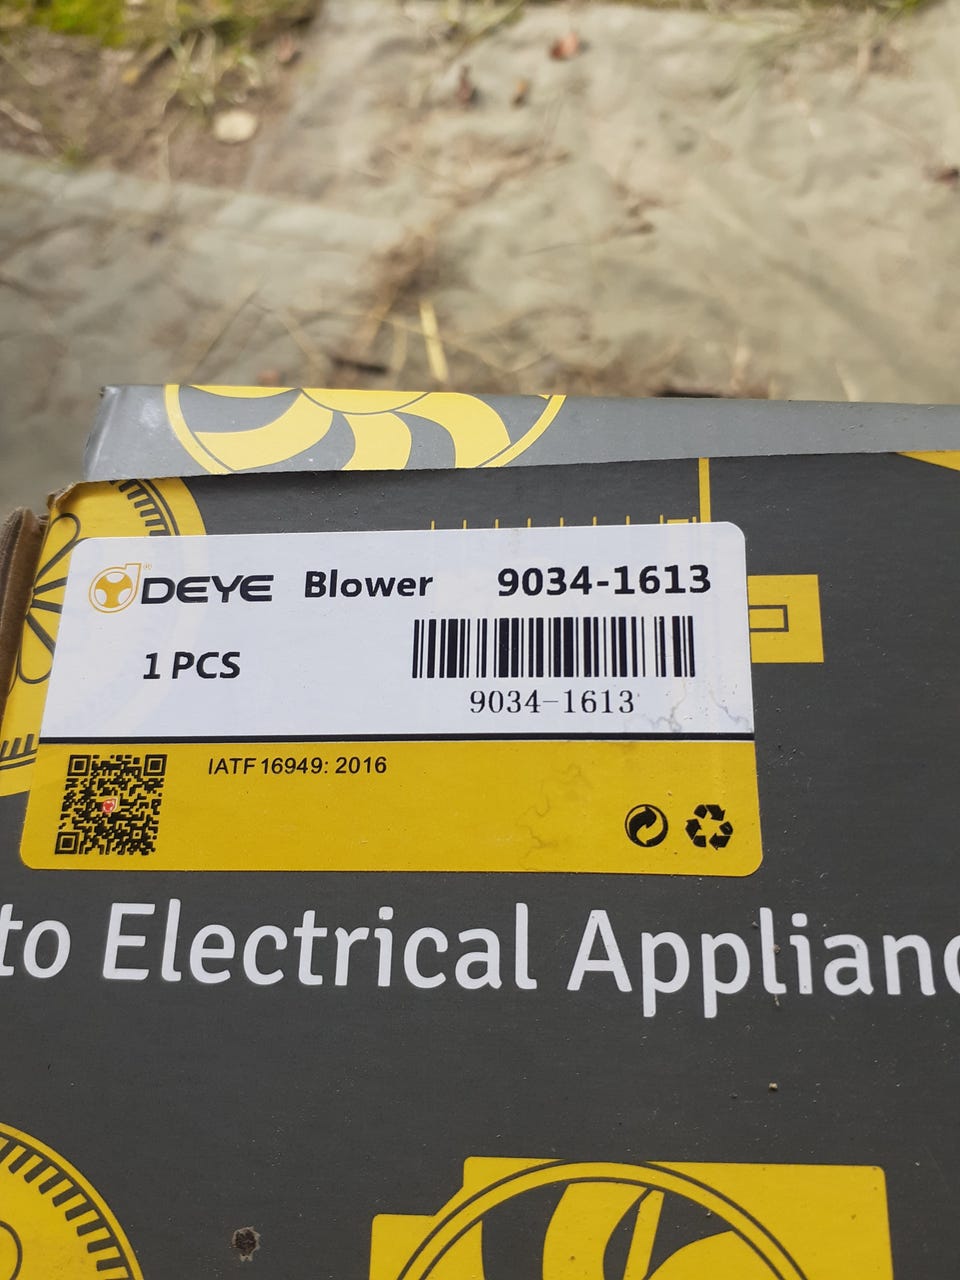 DEYE Blower 9034-1613
1 PCS
9034-1613
IATF 16949: 2016
to Electrical Applianc